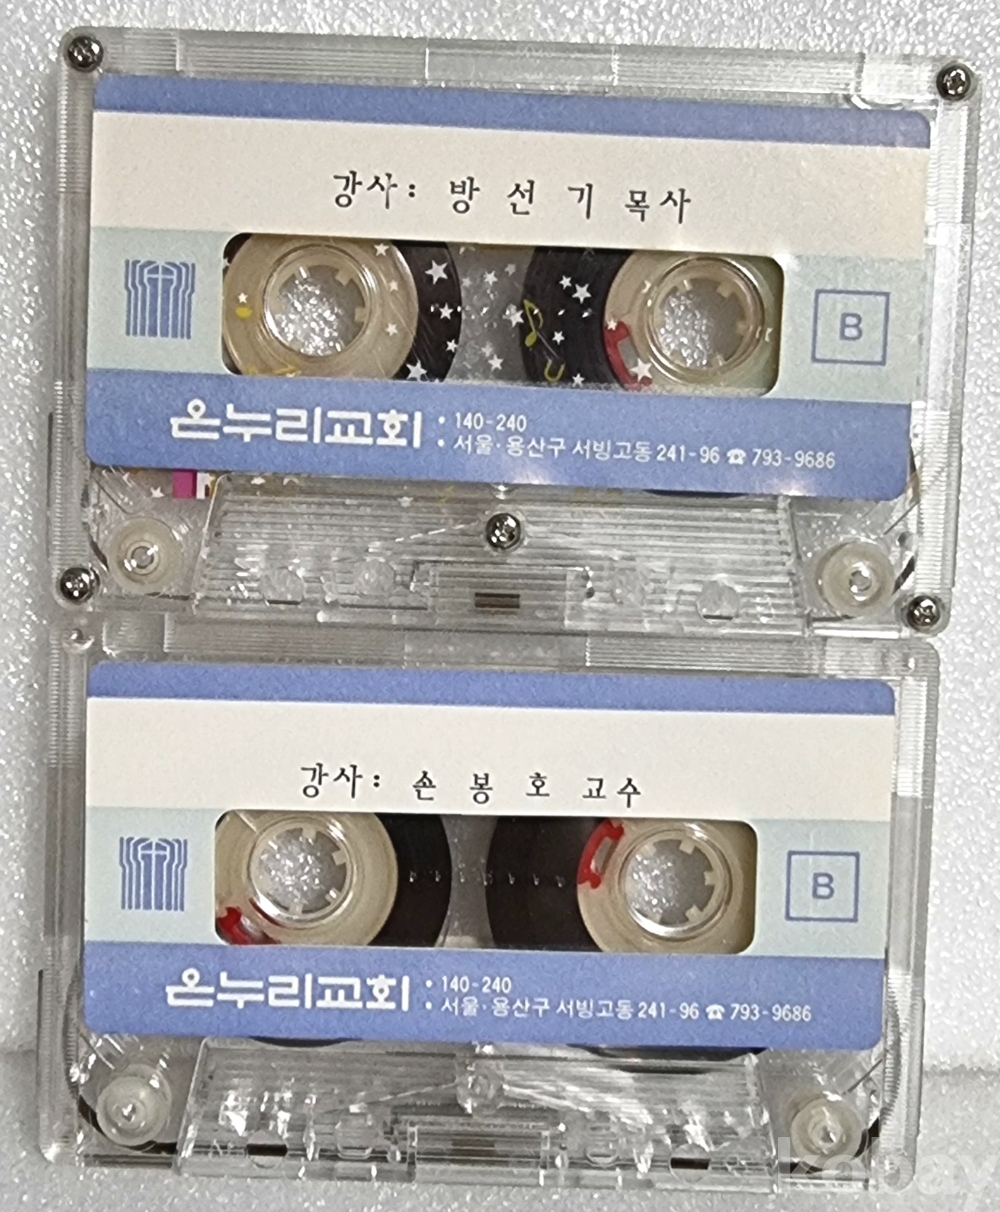 강사: 방 선 기 목사
B
온누리교회
• 140-240
• 서울·용산구 서빙고동 241-96 ☎ 793-9686
강사: 손 봉 호 교수
B
온누리교회
• 140-240
• 서울·용산구 서빙고동 241-96 ☎ 793-9686
kobay